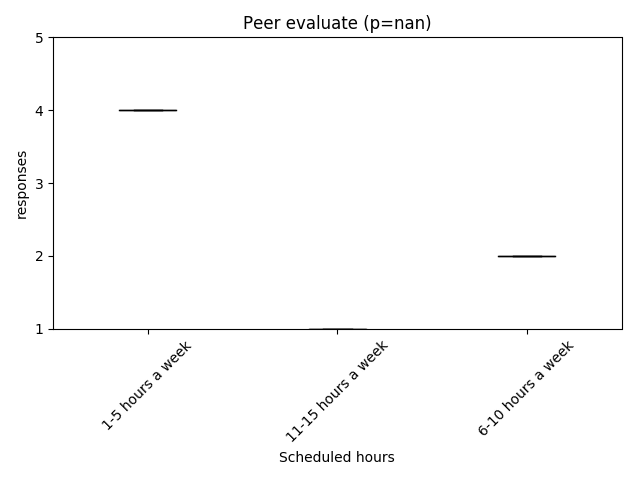 Peer evaluate (p=nan)
5
4
3
2
1
responses
1-5 hours a week
11-15 hours a week
6-10 hours a week
Scheduled hours